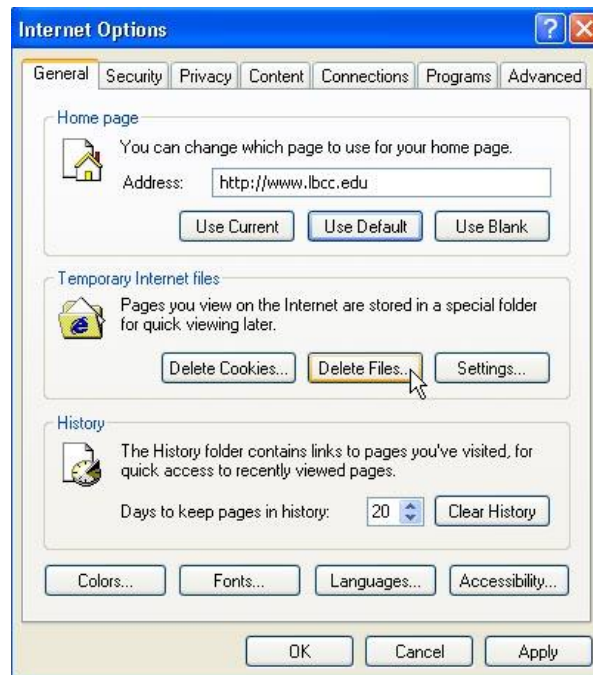 Internet Options
General Security Privacy Content Connections Programs Advanced
Home page
You can change which page to use for your home page.
Address: http://www.lbcc.edu
Use Current Use Default Use Blank
Temporary Internet files
Pages you view on the Internet are stored in a special folder
for quick viewing later.
Delete Cookies... Delete Files... Settings...
History
The History folder contains links to pages you've visited, for
quick access to recently viewed pages.
Days to keep pages in history: 20 Clear History
Colors... Fonts... Languages... Accessibility...
OK Cancel Apply